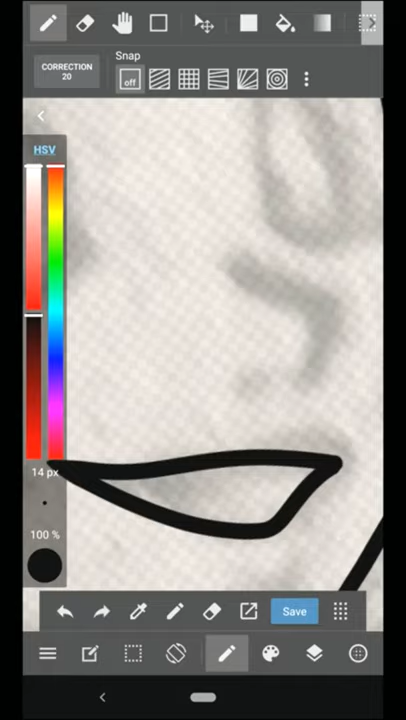 Snap
CORRECTION
20
off
HSV
14 px
100 %
Save